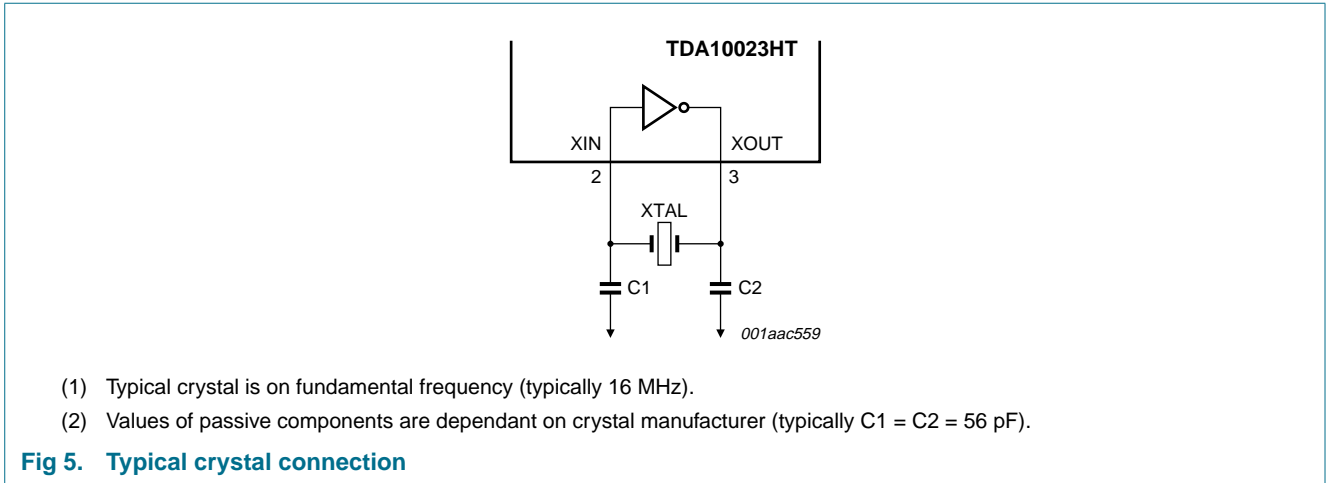 TDA10023HT
XIN
XOUT
2
3
XTAL
C1
C2
001aac559
(1) Typical crystal is on fundamental frequency (typically 16 MHz).
(2) Values of passive components are dependant on crystal manufacturer (typically C1 = C2 = 56 pF).
Fig 5. Typical crystal connection